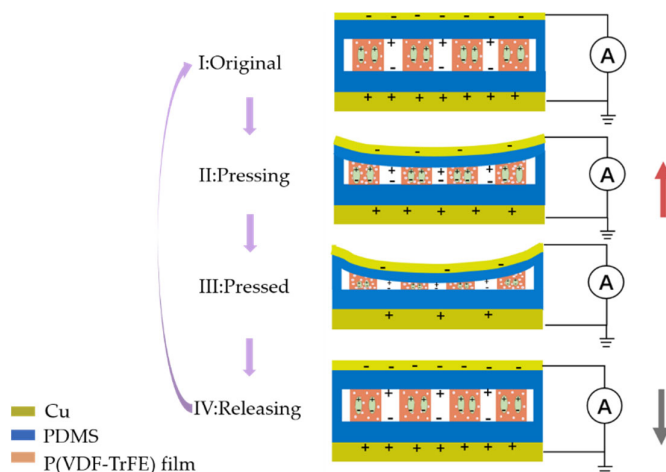 I:Original
II:Pressing
III:Pressed
IV:Releasing
Cu
PDMS
P(VDF-TrFE) film
A
A
A
A